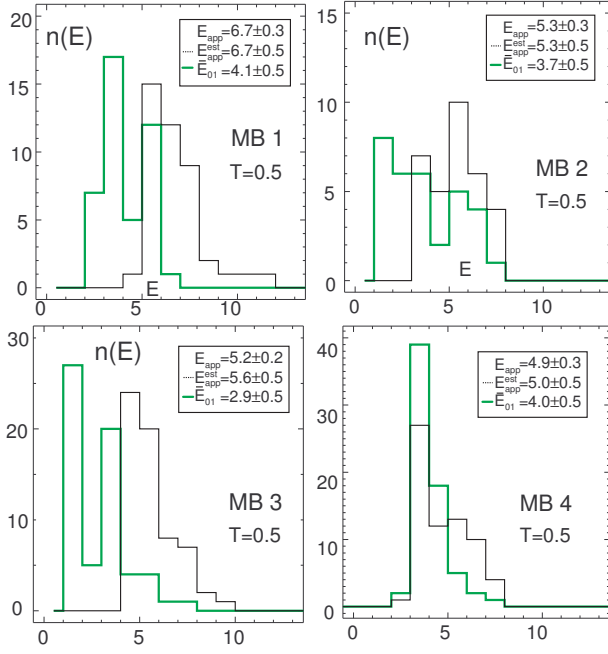 20
15
10
5
0
n(E)
E_app=6.7±0.3
E_app^est=6.7±0.5
Ē_01=4.1±0.5
MB 1
T=0.5
E
0 5 10
15
10
5
0
n(E)
E_app=5.3±0.3
E_app^est=5.3±0.5
Ē_01=3.7±0.5
MB 2
T=0.5
E
0 5 10
30
20
10
0
n(E)
E_app=5.2±0.2
E_app^est=5.6±0.5
Ē_01=2.9±0.5
MB 3
T=0.5
0 5 10
40
30
20
10
0
E_app=4.9±0.3
E_app^est=5.0±0.5
Ē_01=4.0±0.5
MB 4
T=0.5
0 5 10